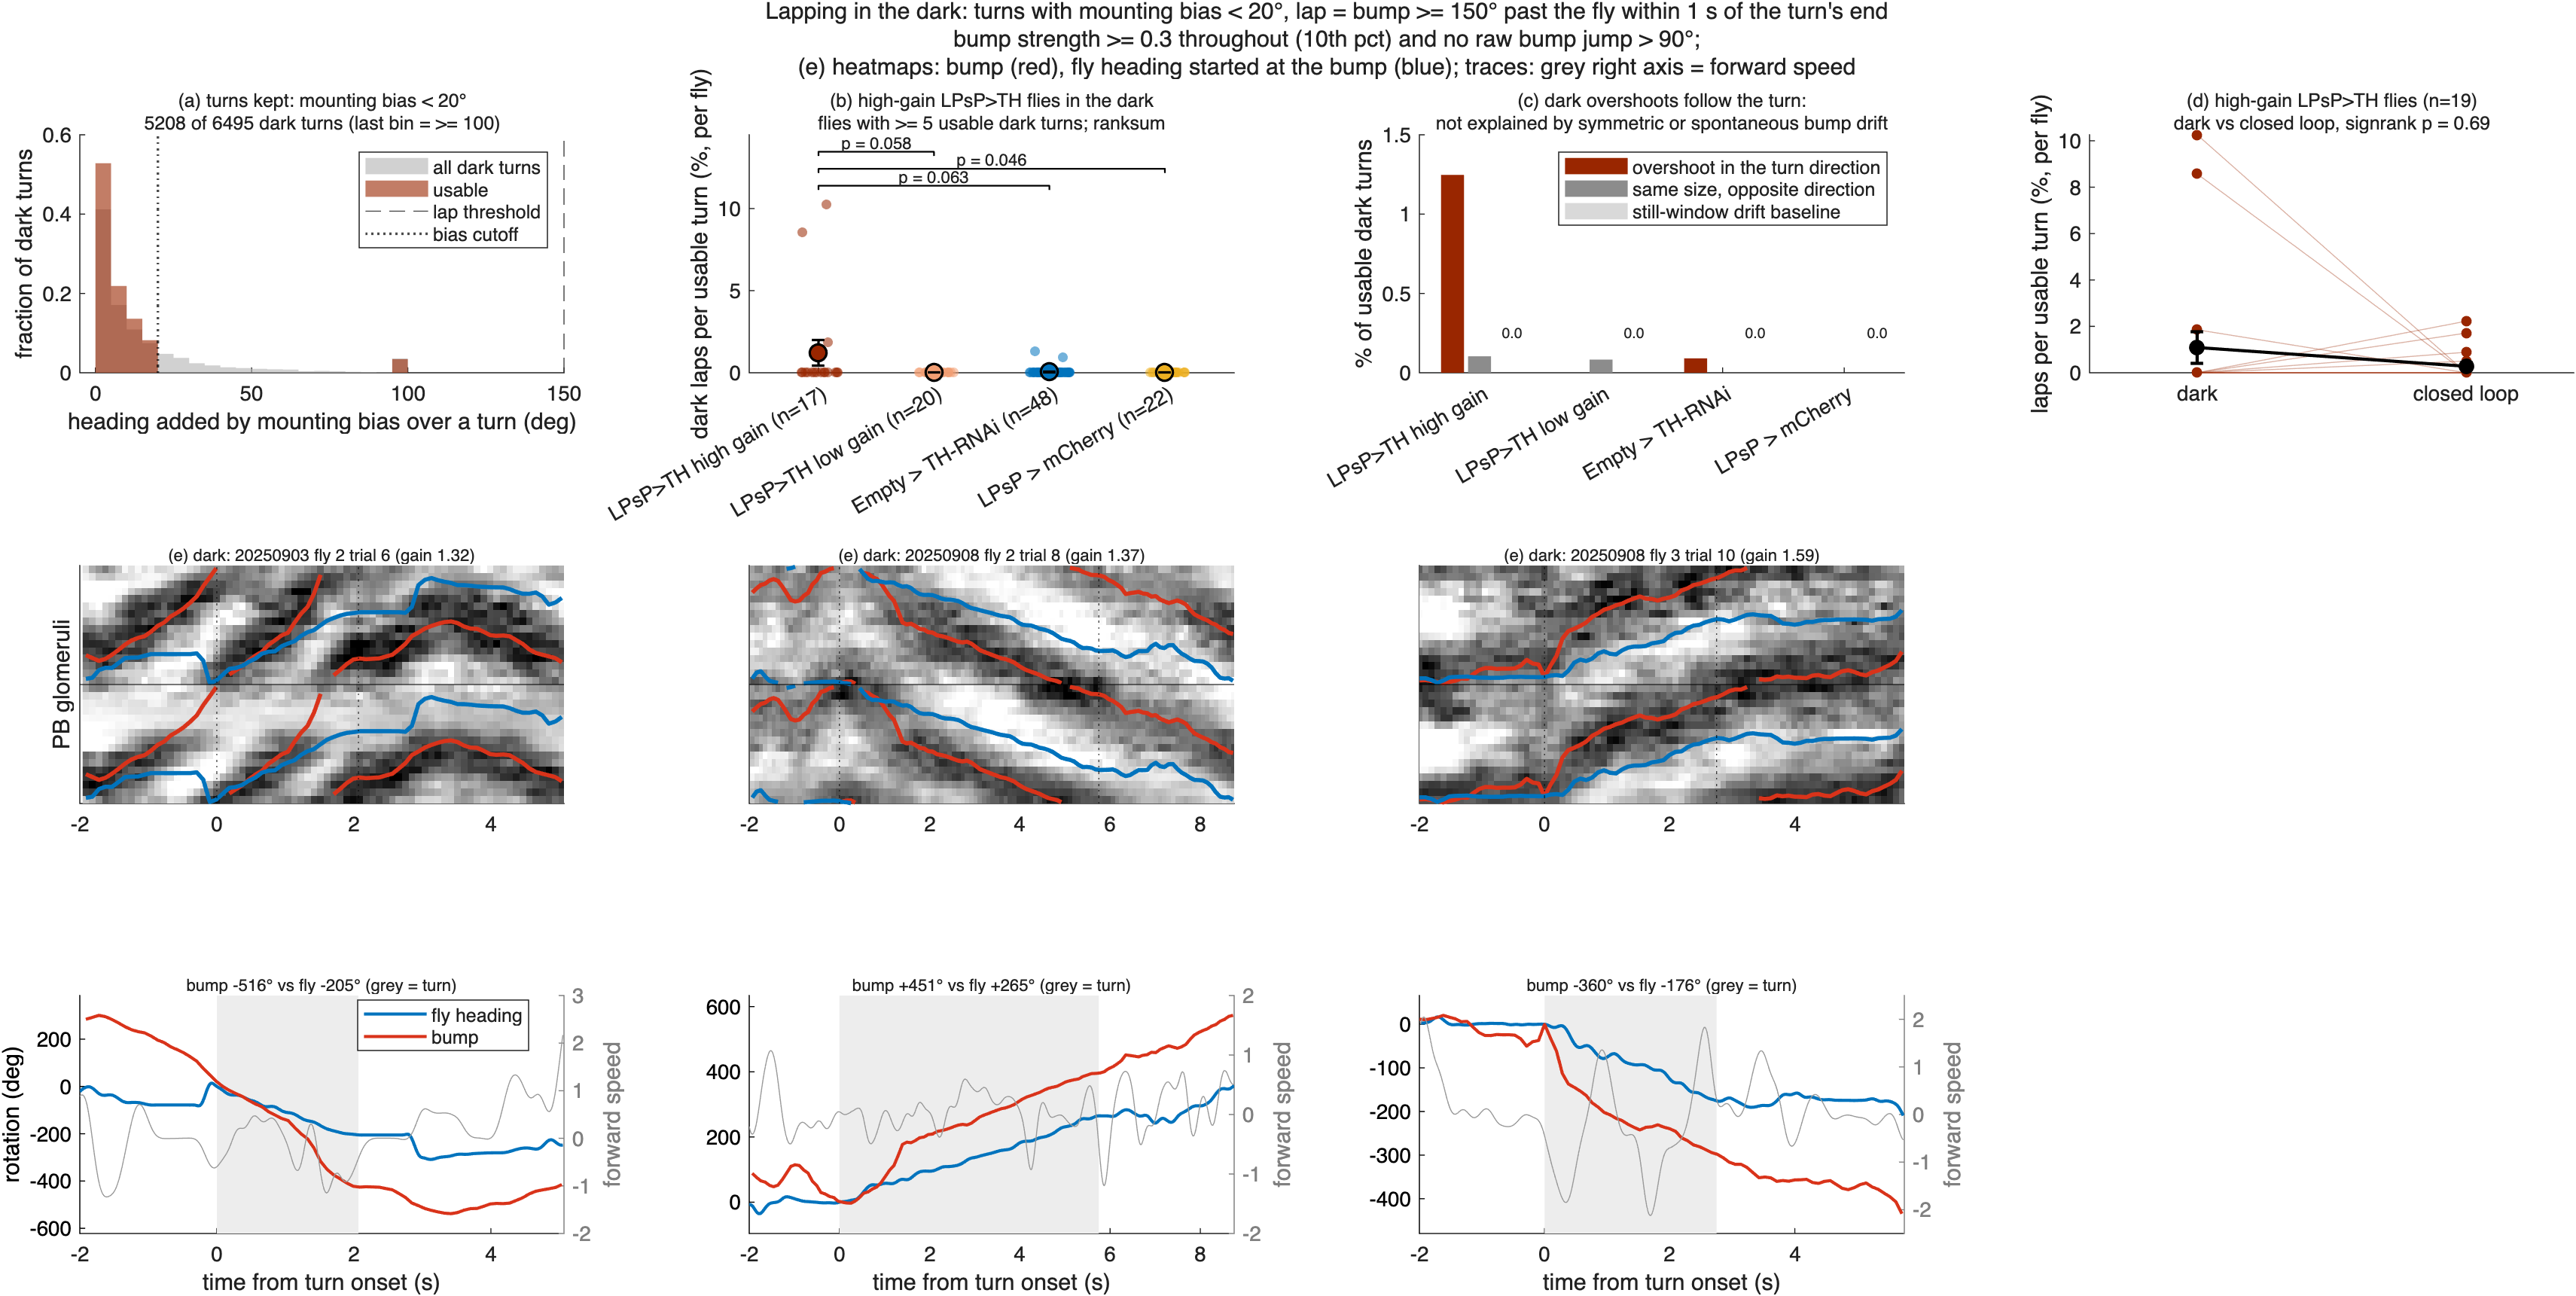 Lapping in the dark: turns with mounting bias < 20°, lap = bump >= 150° past the fly within 1 s of the turn's end
bump strength >= 0.3 throughout (10th pct) and no raw bump jump > 90°;
(e) heatmaps: bump (red), fly heading started at the bump (blue); traces: grey right axis = forward speed
(a) turns kept: mounting bias < 20°
5208 of 6495 dark turns (last bin = >= 100)
fraction of dark turns
0.6
0.4
0.2
0
all dark turns
usable
lap threshold
bias cutoff
0 50 100 150
heading added by mounting bias over a turn (deg)
(b) high-gain LPsP>TH flies in the dark
flies with >= 5 usable dark turns; ranksum
dark laps per usable turn (%, per fly)
10
5
0
p = 0.058
p = 0.046
p = 0.063
LPsP>TH high gain (n=17)
LPsP>TH low gain (n=20)
Empty > TH-RNAi (n=48)
LPsP > mCherry (n=22)
(c) dark overshoots follow the turn:
not explained by symmetric or spontaneous bump drift
% of usable dark turns
1.5
1
0.5
0
overshoot in the turn direction
same size, opposite direction
still-window drift baseline
0.0 0.0 0.0 0.0
LPsP>TH high gain
LPsP>TH low gain
Empty > TH-RNAi
LPsP > mCherry
(d) high-gain LPsP>TH flies (n=19)
dark vs closed loop, signrank p = 0.69
laps per usable turn (%, per fly)
10
8
6
4
2
0
dark closed loop
(e) dark: 20250903 fly 2 trial 6 (gain 1.32)
PB glomeruli
-2 0 2 4
(e) dark: 20250908 fly 2 trial 8 (gain 1.37)
-2 0 2 4 6 8
(e) dark: 20250908 fly 3 trial 10 (gain 1.59)
-2 0 2 4
bump -516° vs fly -205° (grey = turn)
rotation (deg)
200
0
-200
-400
-600
fly heading
bump
3
2
1
0
-1
-2
forward speed
-2 0 2 4
time from turn onset (s)
bump +451° vs fly +265° (grey = turn)
600
400
200
0
2
1
0
-1
-2
forward speed
-2 0 2 4 6 8
time from turn onset (s)
bump -360° vs fly -176° (grey = turn)
0
-100
-200
-300
-400
2
1
0
-1
-2
forward speed
-2 0 2 4
time from turn onset (s)